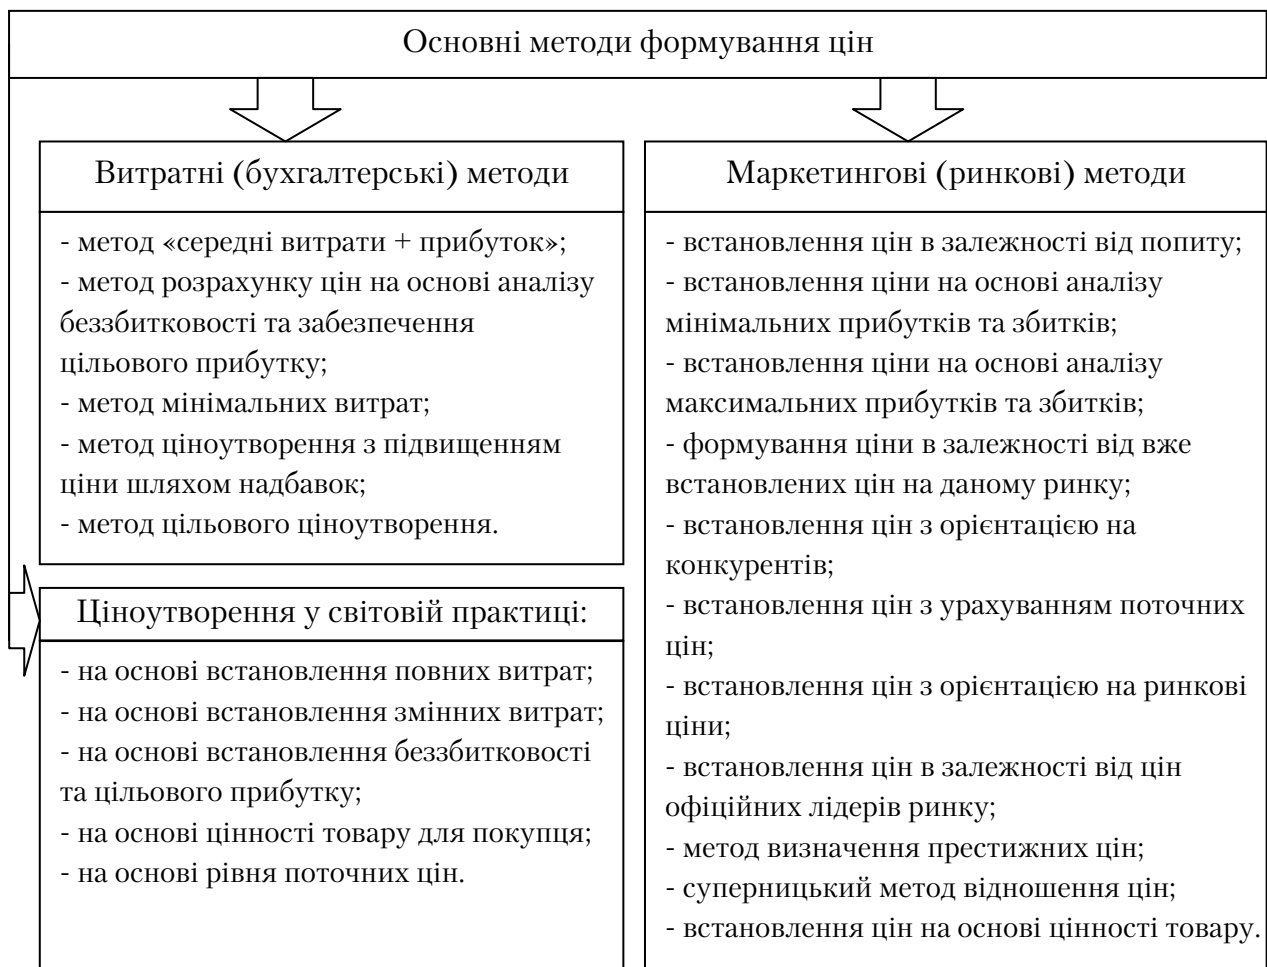 Основні методи формування цін
Витратні (бухгалтерські) методи
- метод «середні витрати + прибуток»;
- метод розрахунку цін на основі аналізу
беззбитковості та забезпечення
цільового прибутку;
- метод мінімальних витрат;
- метод ціноутворення з підвищенням
ціни шляхом надбавок;
- метод цільового ціноутворення.
Ціноутворення у світовій практиці:
- на основі встановлення повних витрат;
- на основі встановлення змінних витрат;
- на основі встановлення беззбитковості
та цільового прибутку;
- на основі цінності товару для покупця;
- на основі рівня поточних цін.
Маркетингові (ринкові) методи
- встановлення цін в залежності від попиту;
- встановлення ціни на основі аналізу
мінімальних прибутків та збитків;
- встановлення ціни на основі аналізу
максимальних прибутків та збитків;
- формування ціни в залежності від вже
встановлених цін на даному ринку;
- встановлення цін з орієнтацією на
конкурентів;
- встановлення цін з урахуванням поточних
цін;
- встановлення цін з орієнтацією на ринкові
ціни;
- встановлення цін в залежності від цін
офіційних лідерів ринку;
- метод визначення престижних цін;
- суперницький метод відношення цін;
- встановлення цін на основі цінності товару.